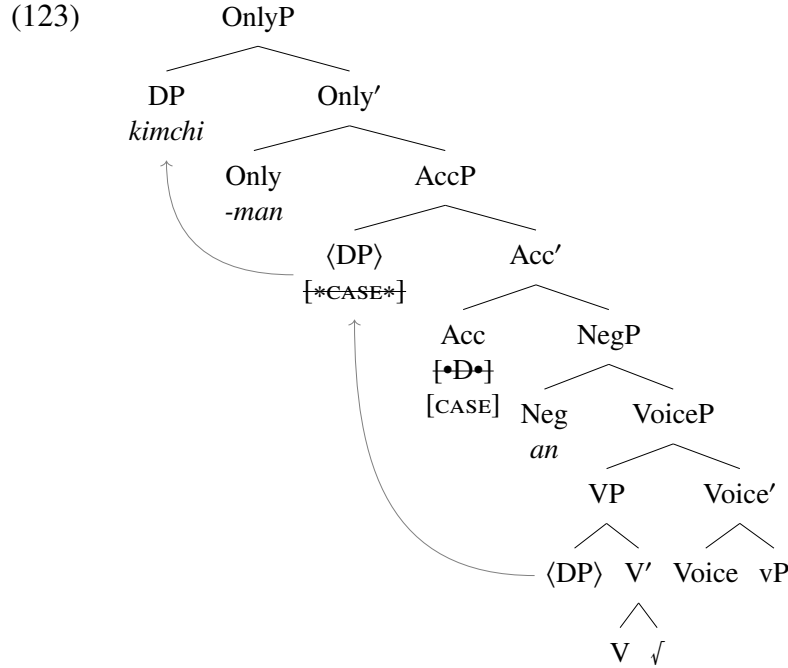 (123) OnlyP
DP Only′
kimchi
Only AccP
-man
⟨DP⟩ Acc′
[*CASE*]
Acc NegP
[•D•]
[CASE] Neg VoiceP
an
VP Voice′
⟨DP⟩ V′ Voice vP
V √